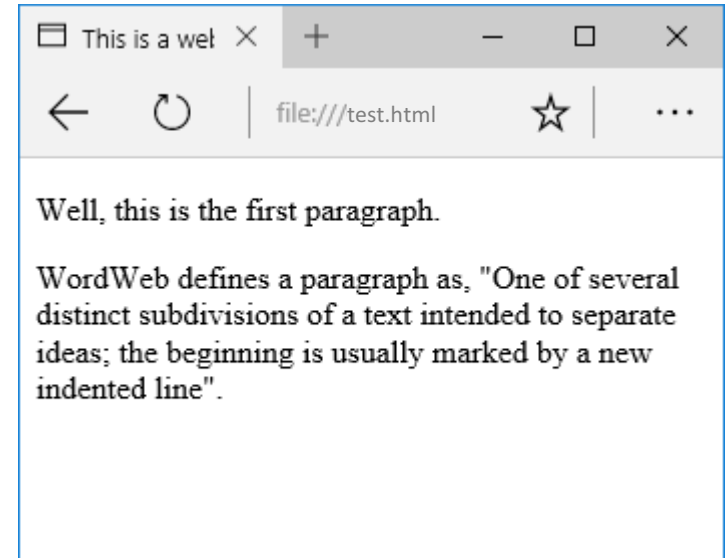 This is a wel
file:///test.html
Well, this is the first paragraph.
WordWeb defines a paragraph as, "One of several
distinct subdivisions of a text intended to separate
ideas; the beginning is usually marked by a new
indented line".